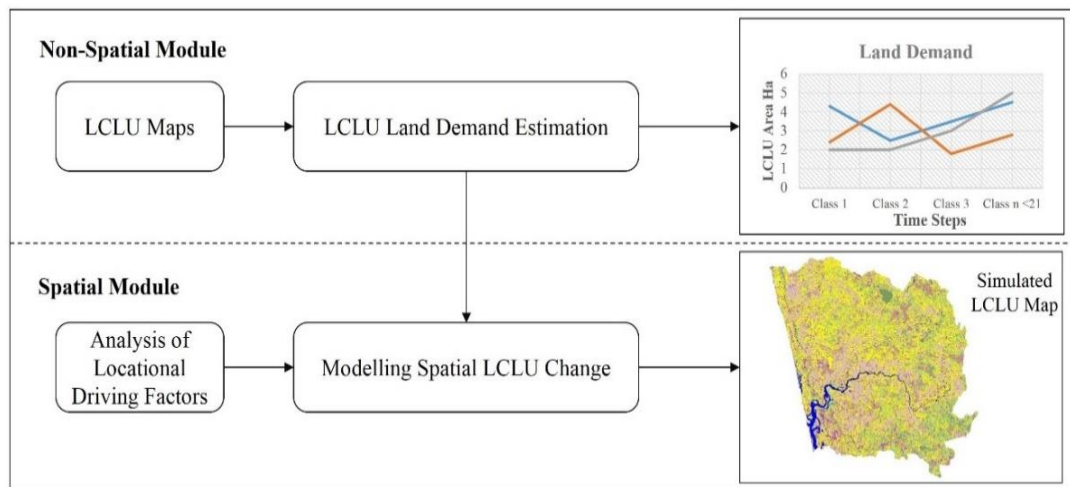 Non-Spatial Module
LCLU Maps
LCLU Land Demand Estimation
Land Demand
LCLU Area Ha
6
5
4
3
2
1
0
Class 1 Class 2 Class 3 Class n <21
Time Steps
Spatial Module
Analysis of
Locational
Driving Factors
Modelling Spatial LCLU Change
Simulated
LCLU Map